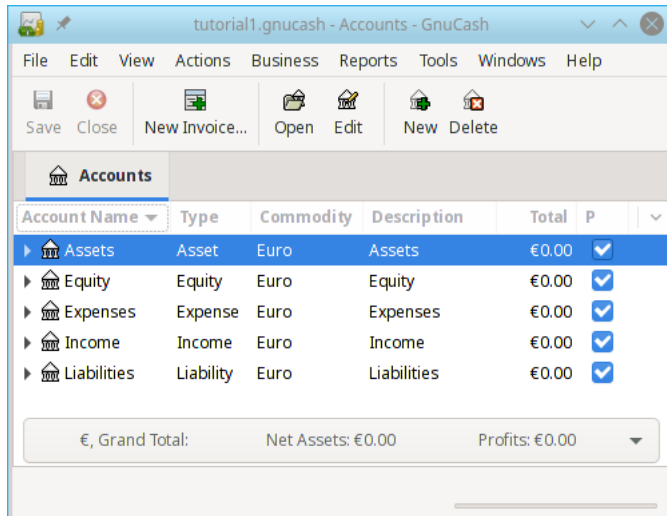 tutorial1.gnucash - Accounts - GnuCash
File Edit View Actions Business Reports Tools Windows Help
Save Close New Invoice... Open Edit New Delete
Accounts
Account Name Type Commodity Description Total P
Assets Asset Euro Assets €0.00
Equity Equity Euro Equity €0.00
Expenses Expense Euro Expenses €0.00
Income Income Euro Income €0.00
Liabilities Liability Euro Liabilities €0.00
€, Grand Total: Net Assets: €0.00 Profits: €0.00